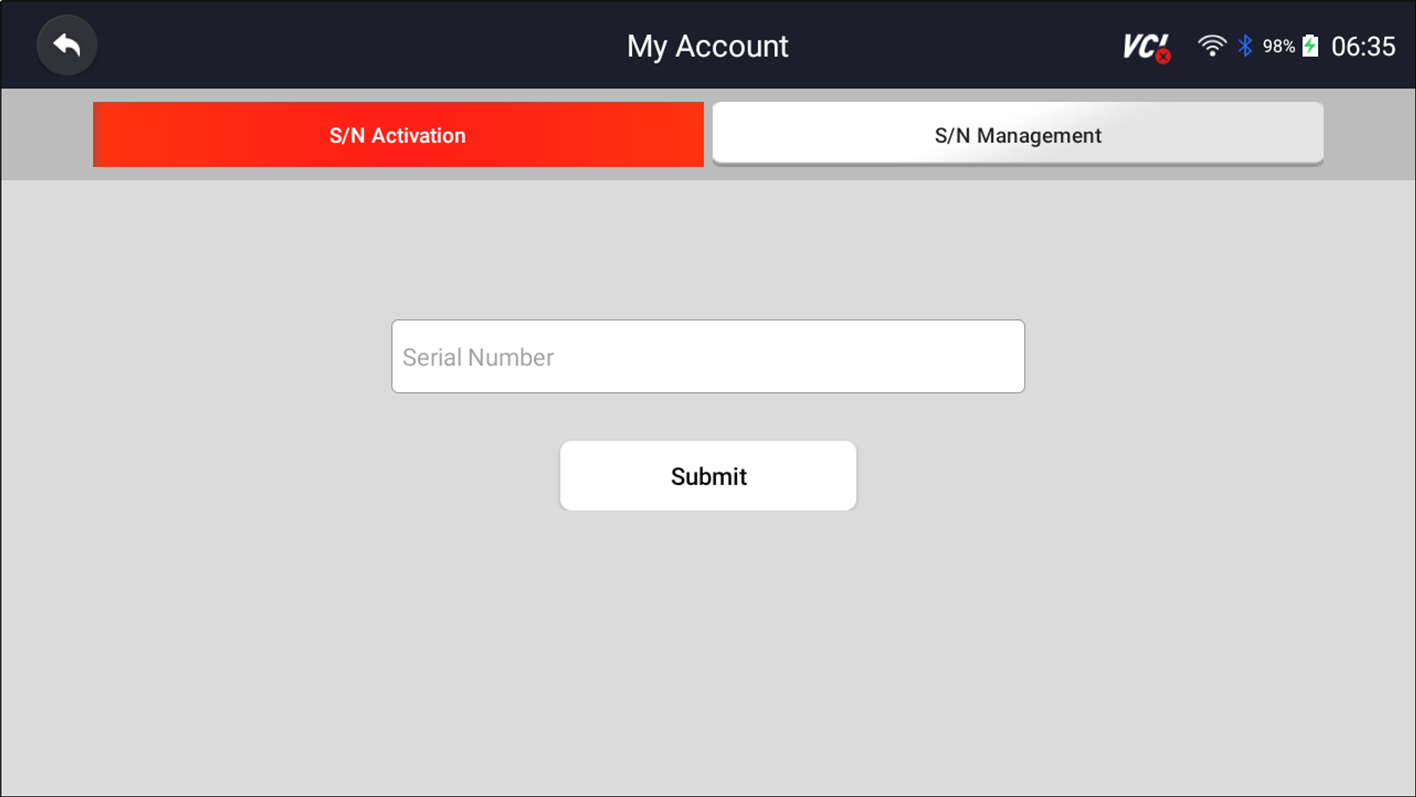 My Account
VCI
98%
06:35
S/N Activation
S/N Management
Serial Number
Submit